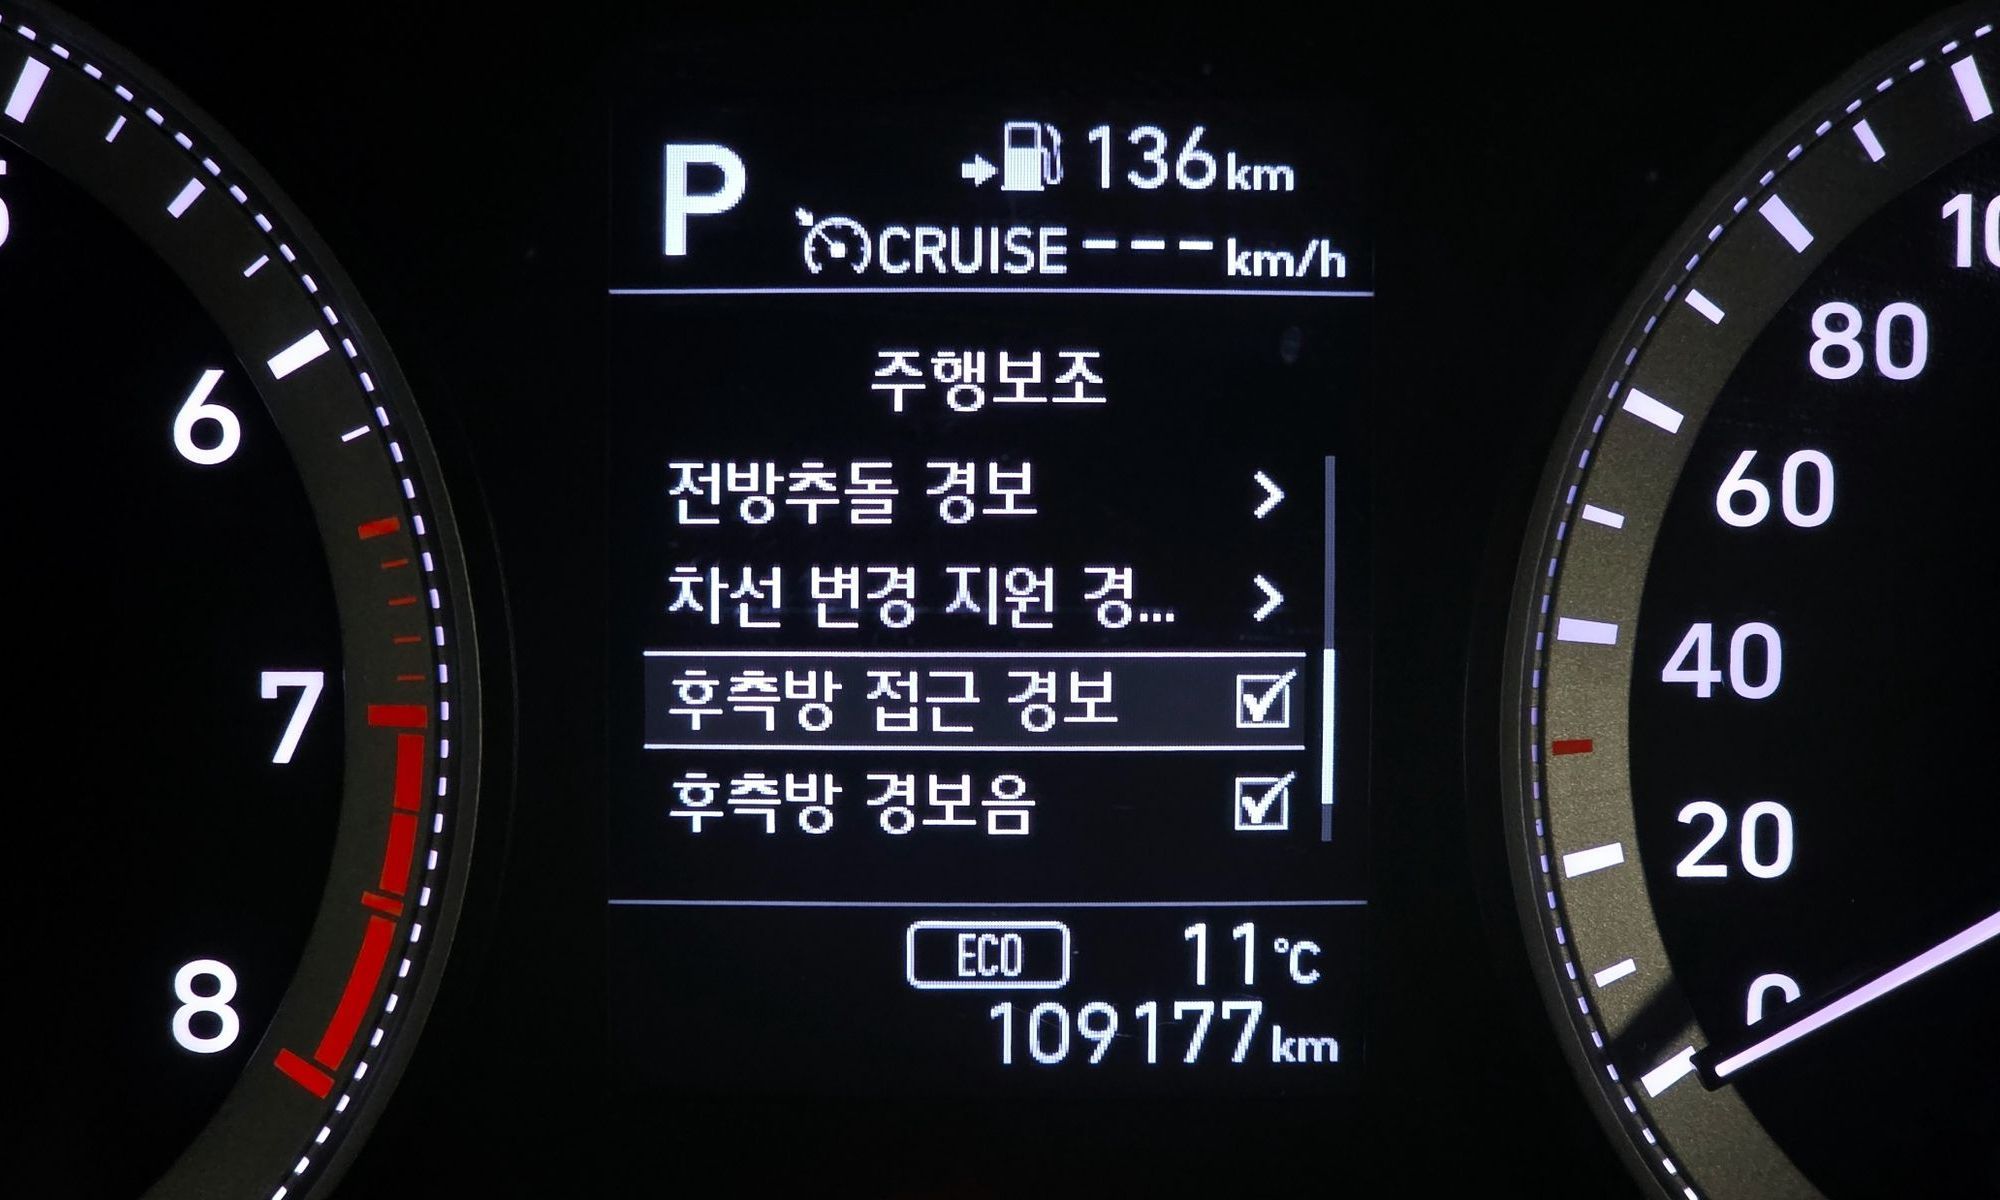 P
136km
CRUISE ---km/h
주행보조
전방추돌 경보 >
차선 변경 지원 경... >
후측방 접근 경보
후측방 경보음
ECO 11°C
109177km
6
7
8
80
60
40
20
0